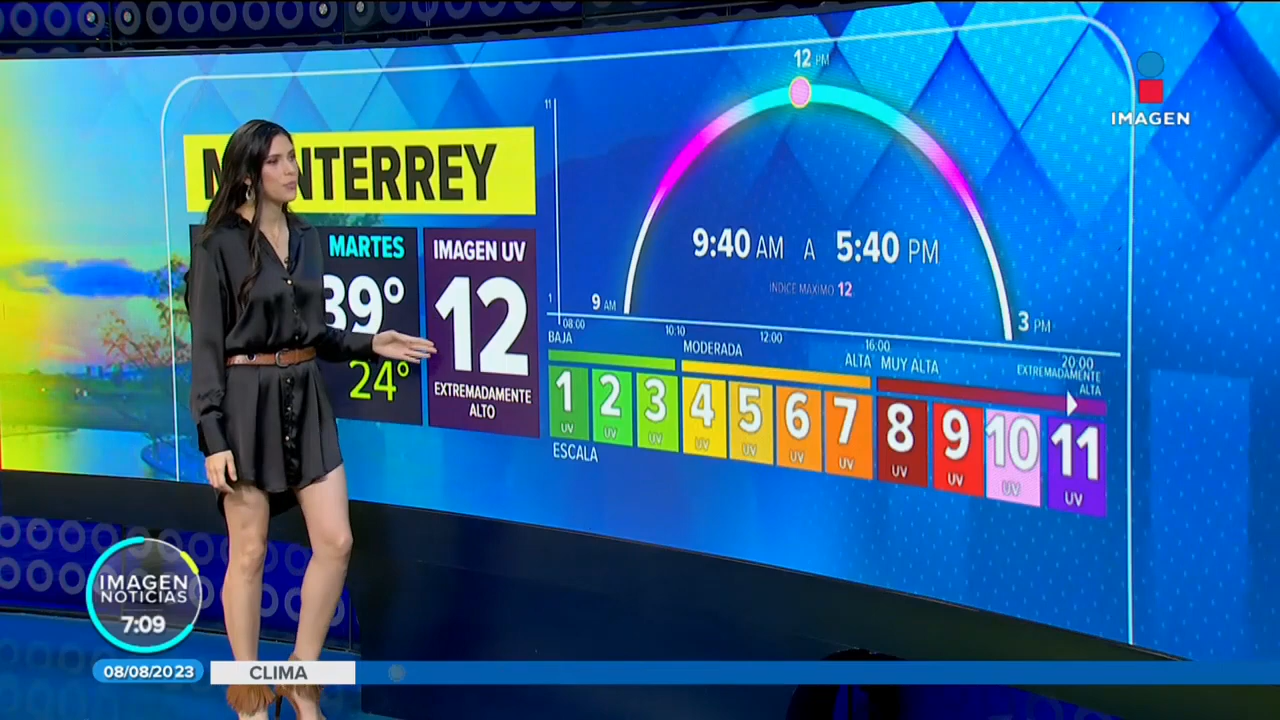 12 PM
IMAGEN
11
MONTERREY
9:40 AM A 5:40 PM
MARTES
IMAGEN UV
39°
12
INDICE MAXIMO 12
1
9 AM
3 PM
08:00
10:10
12:00
16:00
20:00
24°
EXTREMADAMENTE
ALTO
BAJA
MODERADA
ALTA
MUY ALTA
EXTREMADAMENTE
ALTA
1 2 3 4 5 6 7 8 9 10 11
UV UV UV UV UV UV UV UV UV UV UV
ESCALA
IMAGEN
NOTICIAS
7:09
08/08/2023
CLIMA